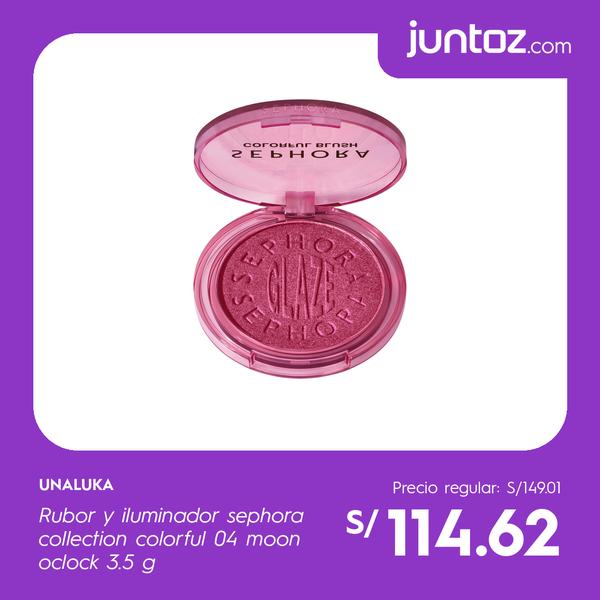 juntoz.com
SEPHORA
COLORFUL BLUSH
SEPHORA
SEPHORA
GLAZE
SEPHORA
UNALUKA
Rubor y iluminador sephora
collection colorful 04 moon
oclock 3.5 g
Precio regular: S/149.01
S/114.62